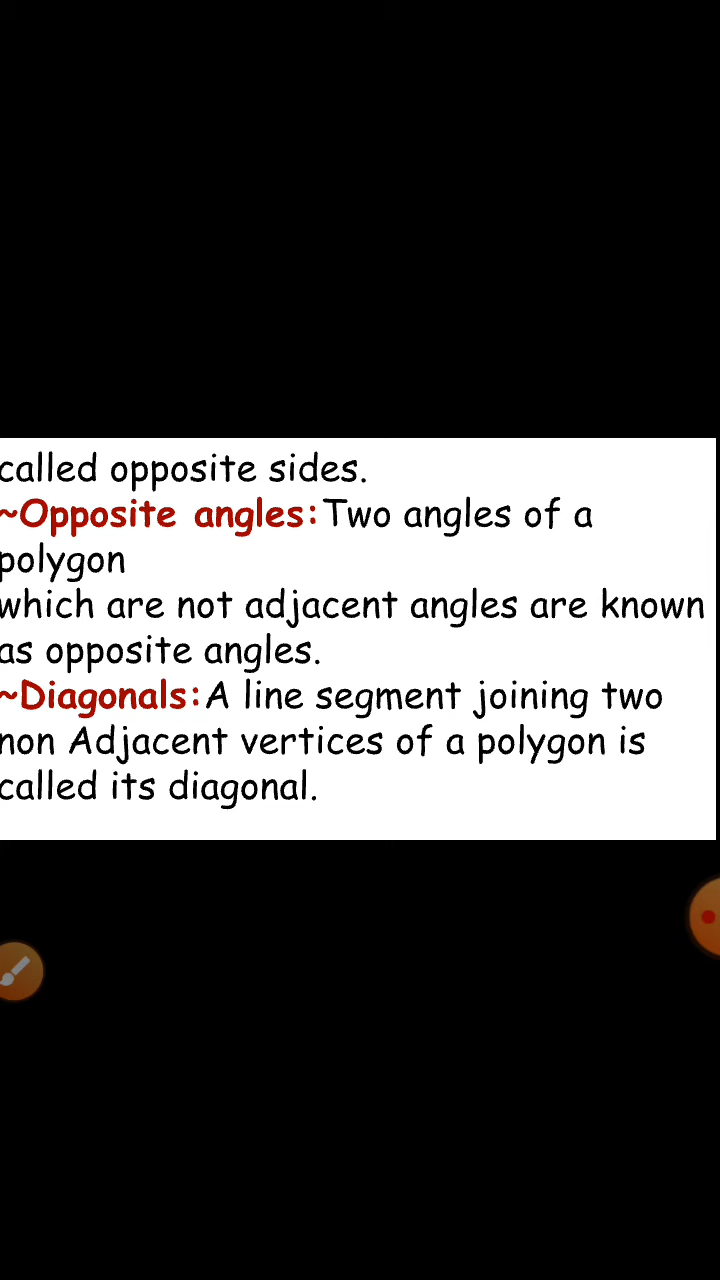 called opposite sides.
~Opposite angles:Two angles of a
polygon
which are not adjacent angles are known
as opposite angles.
~Diagonals:A line segment joining two
non Adjacent vertices of a polygon is
called its diagonal.